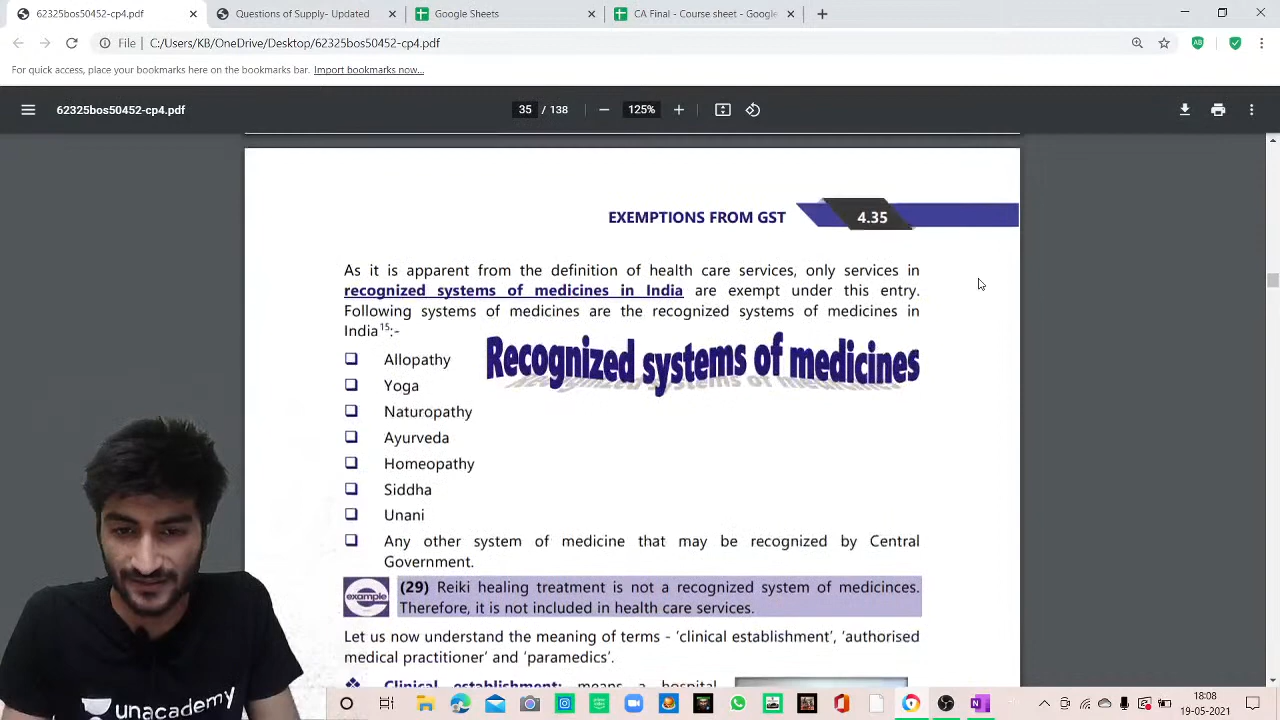 62325bos50452-cp4.pdf
Questions of Supply- Updated
Google Sheets
CA Final - Course sheet - Google
File | C:/Users/KB/OneDrive/Desktop/62325bos50452-cp4.pdf
For quick access, place your bookmarks here on the bookmarks bar. Import bookmarks now...
62325bos50452-cp4.pdf
35 / 138
125%
EXEMPTIONS FROM GST
4.35
As it is apparent from the definition of health care services, only services in
recognized systems of medicines in India are exempt under this entry.
Following systems of medicines are the recognized systems of medicines in
India15:-
Recognized systems of medicines
Allopathy
Yoga
Naturopathy
Ayurveda
Homeopathy
Siddha
Unani
Any other system of medicine that may be recognized by Central
Government.
example
(29) Reiki healing treatment is not a recognized system of medicinces.
Therefore, it is not included in health care services.
Let us now understand the meaning of terms - ‘clinical establishment’, ‘authorised
medical practitioner’ and ‘paramedics’.
Clinical establishment: means a hospital
unacademy
18:08
19-05-2021